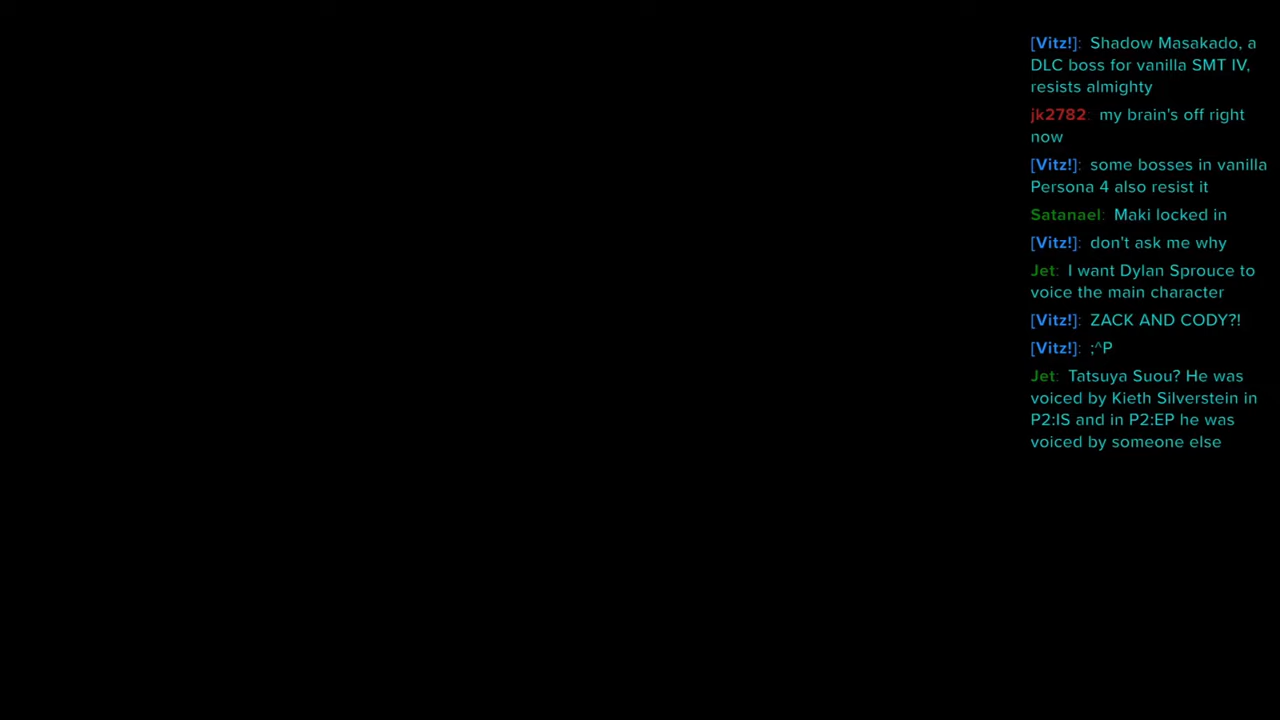 [Vitz!]: Shadow Masakado, a
DLC boss for vanilla SMT IV,
resists almighty
jk2782: my brain's off right
now
[Vitz!]: some bosses in vanilla
Persona 4 also resist it
Satanael: Maki locked in
[Vitz!]: don't ask me why
Jet: I want Dylan Sprouce to
voice the main character
[Vitz!]: ZACK AND CODY?!
[Vitz!]: ;^P
Jet: Tatsuya Suou? He was
voiced by Kieth Silverstein in
P2:IS and in P2:EP he was
voiced by someone else